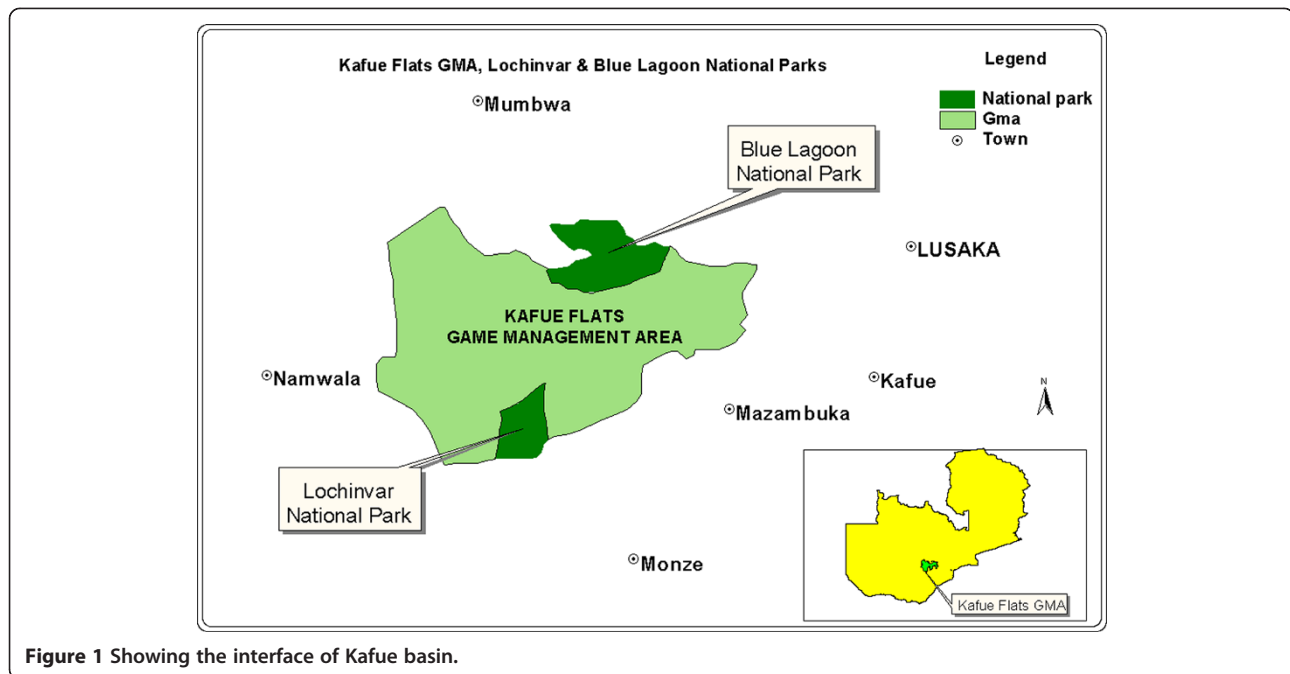 Kafue Flats GMA, Lochinvar & Blue Lagoon National Parks
Legend
National park
Gma
Town
Mumbwa
Blue Lagoon
National Park
LUSAKA
KAFUE FLATS
GAME MANAGEMENT AREA
Namwala
Kafue
N
Mazambuka
Lochinvar
National Park
Monze
Kafue Flats GMA
Figure 1 Showing the interface of Kafue basin.